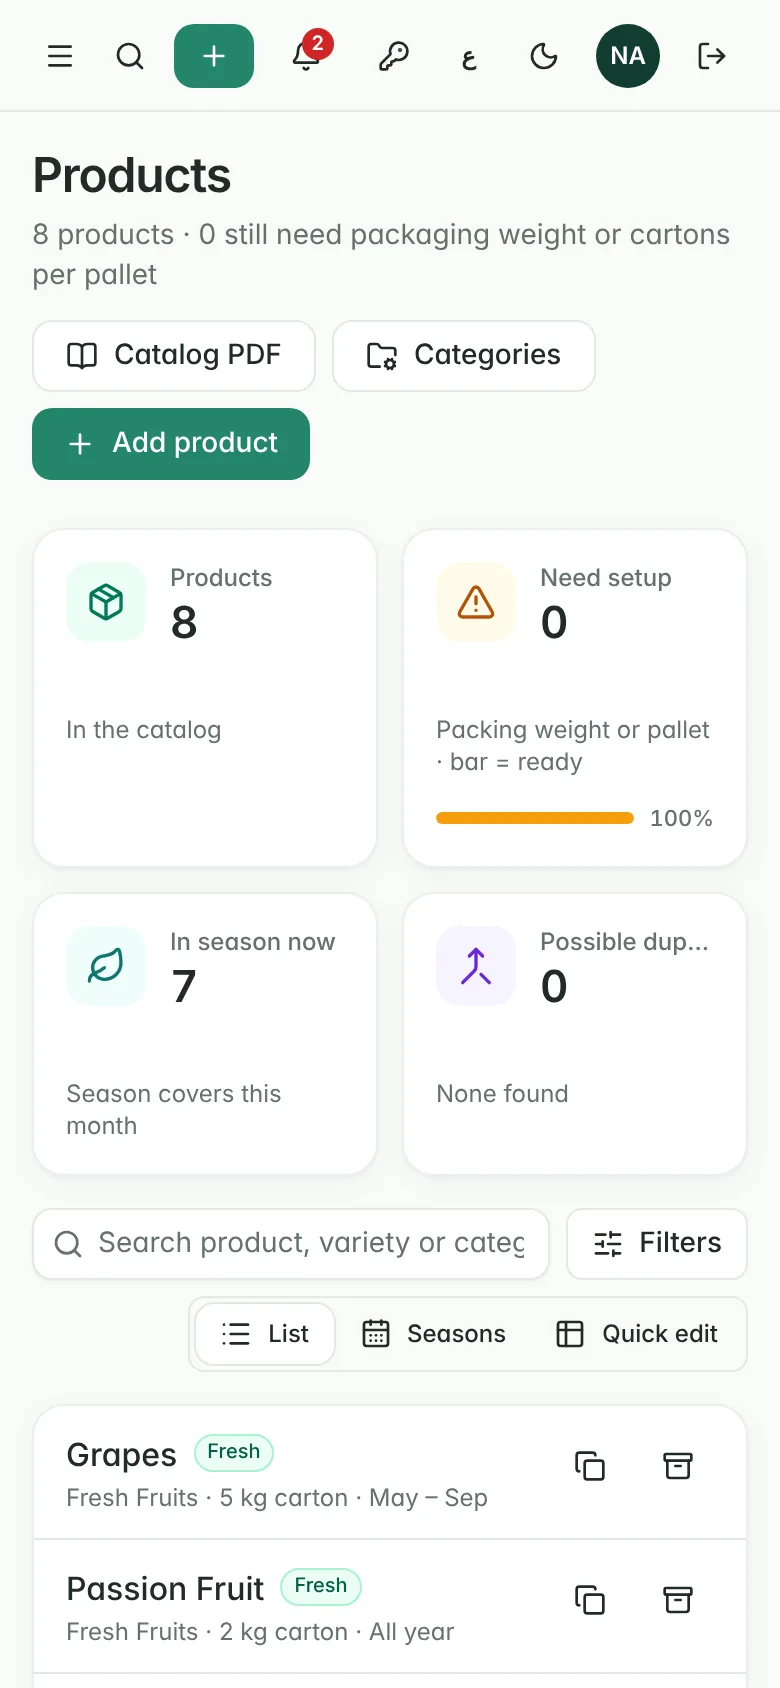 2
ع
NA
Products
8 products · 0 still need packaging weight or cartons
per pallet
Catalog PDF
Categories
Add product
Products
8
In the catalog
Need setup
0
Packing weight or pallet
· bar = ready
100%
In season now
7
Season covers this
month
Possible dup...
0
None found
Search product, variety or categ
Filters
List
Seasons
Quick edit
Grapes
Fresh
Fresh Fruits · 5 kg carton · May – Sep
Passion Fruit
Fresh
Fresh Fruits · 2 kg carton · All year